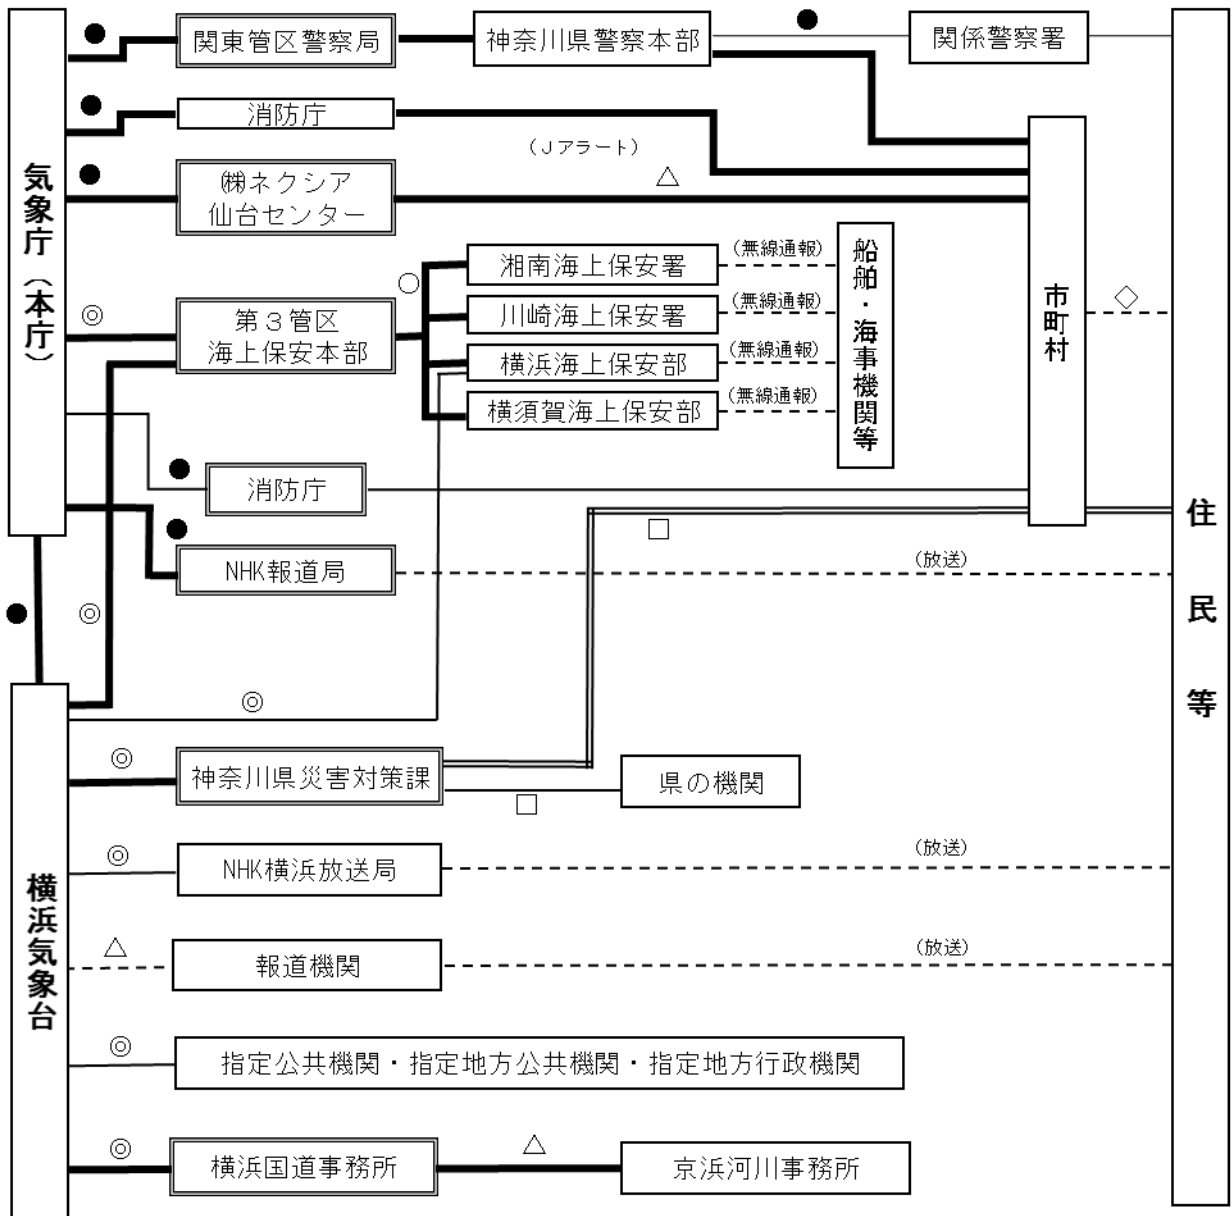 気象庁（本庁）
関東管区警察局
神奈川県警察本部
関係警察署
消防庁
（Ｊアラート）
㈱ネクシア
仙台センター
第３管区
海上保安本部
湘南海上保安署
(無線通報)
川崎海上保安署
(無線通報)
横浜海上保安部
(無線通報)
横須賀海上保安部
(無線通報)
船舶・海事機関等
市町村
住民等
消防庁
NHK報道局
(放送)
横浜気象台
神奈川県災害対策課
県の機関
NHK横浜放送局
(放送)
報道機関
(放送)
指定公共機関・指定地方公共機関・指定地方行政機関
横浜国道事務所
京浜河川事務所